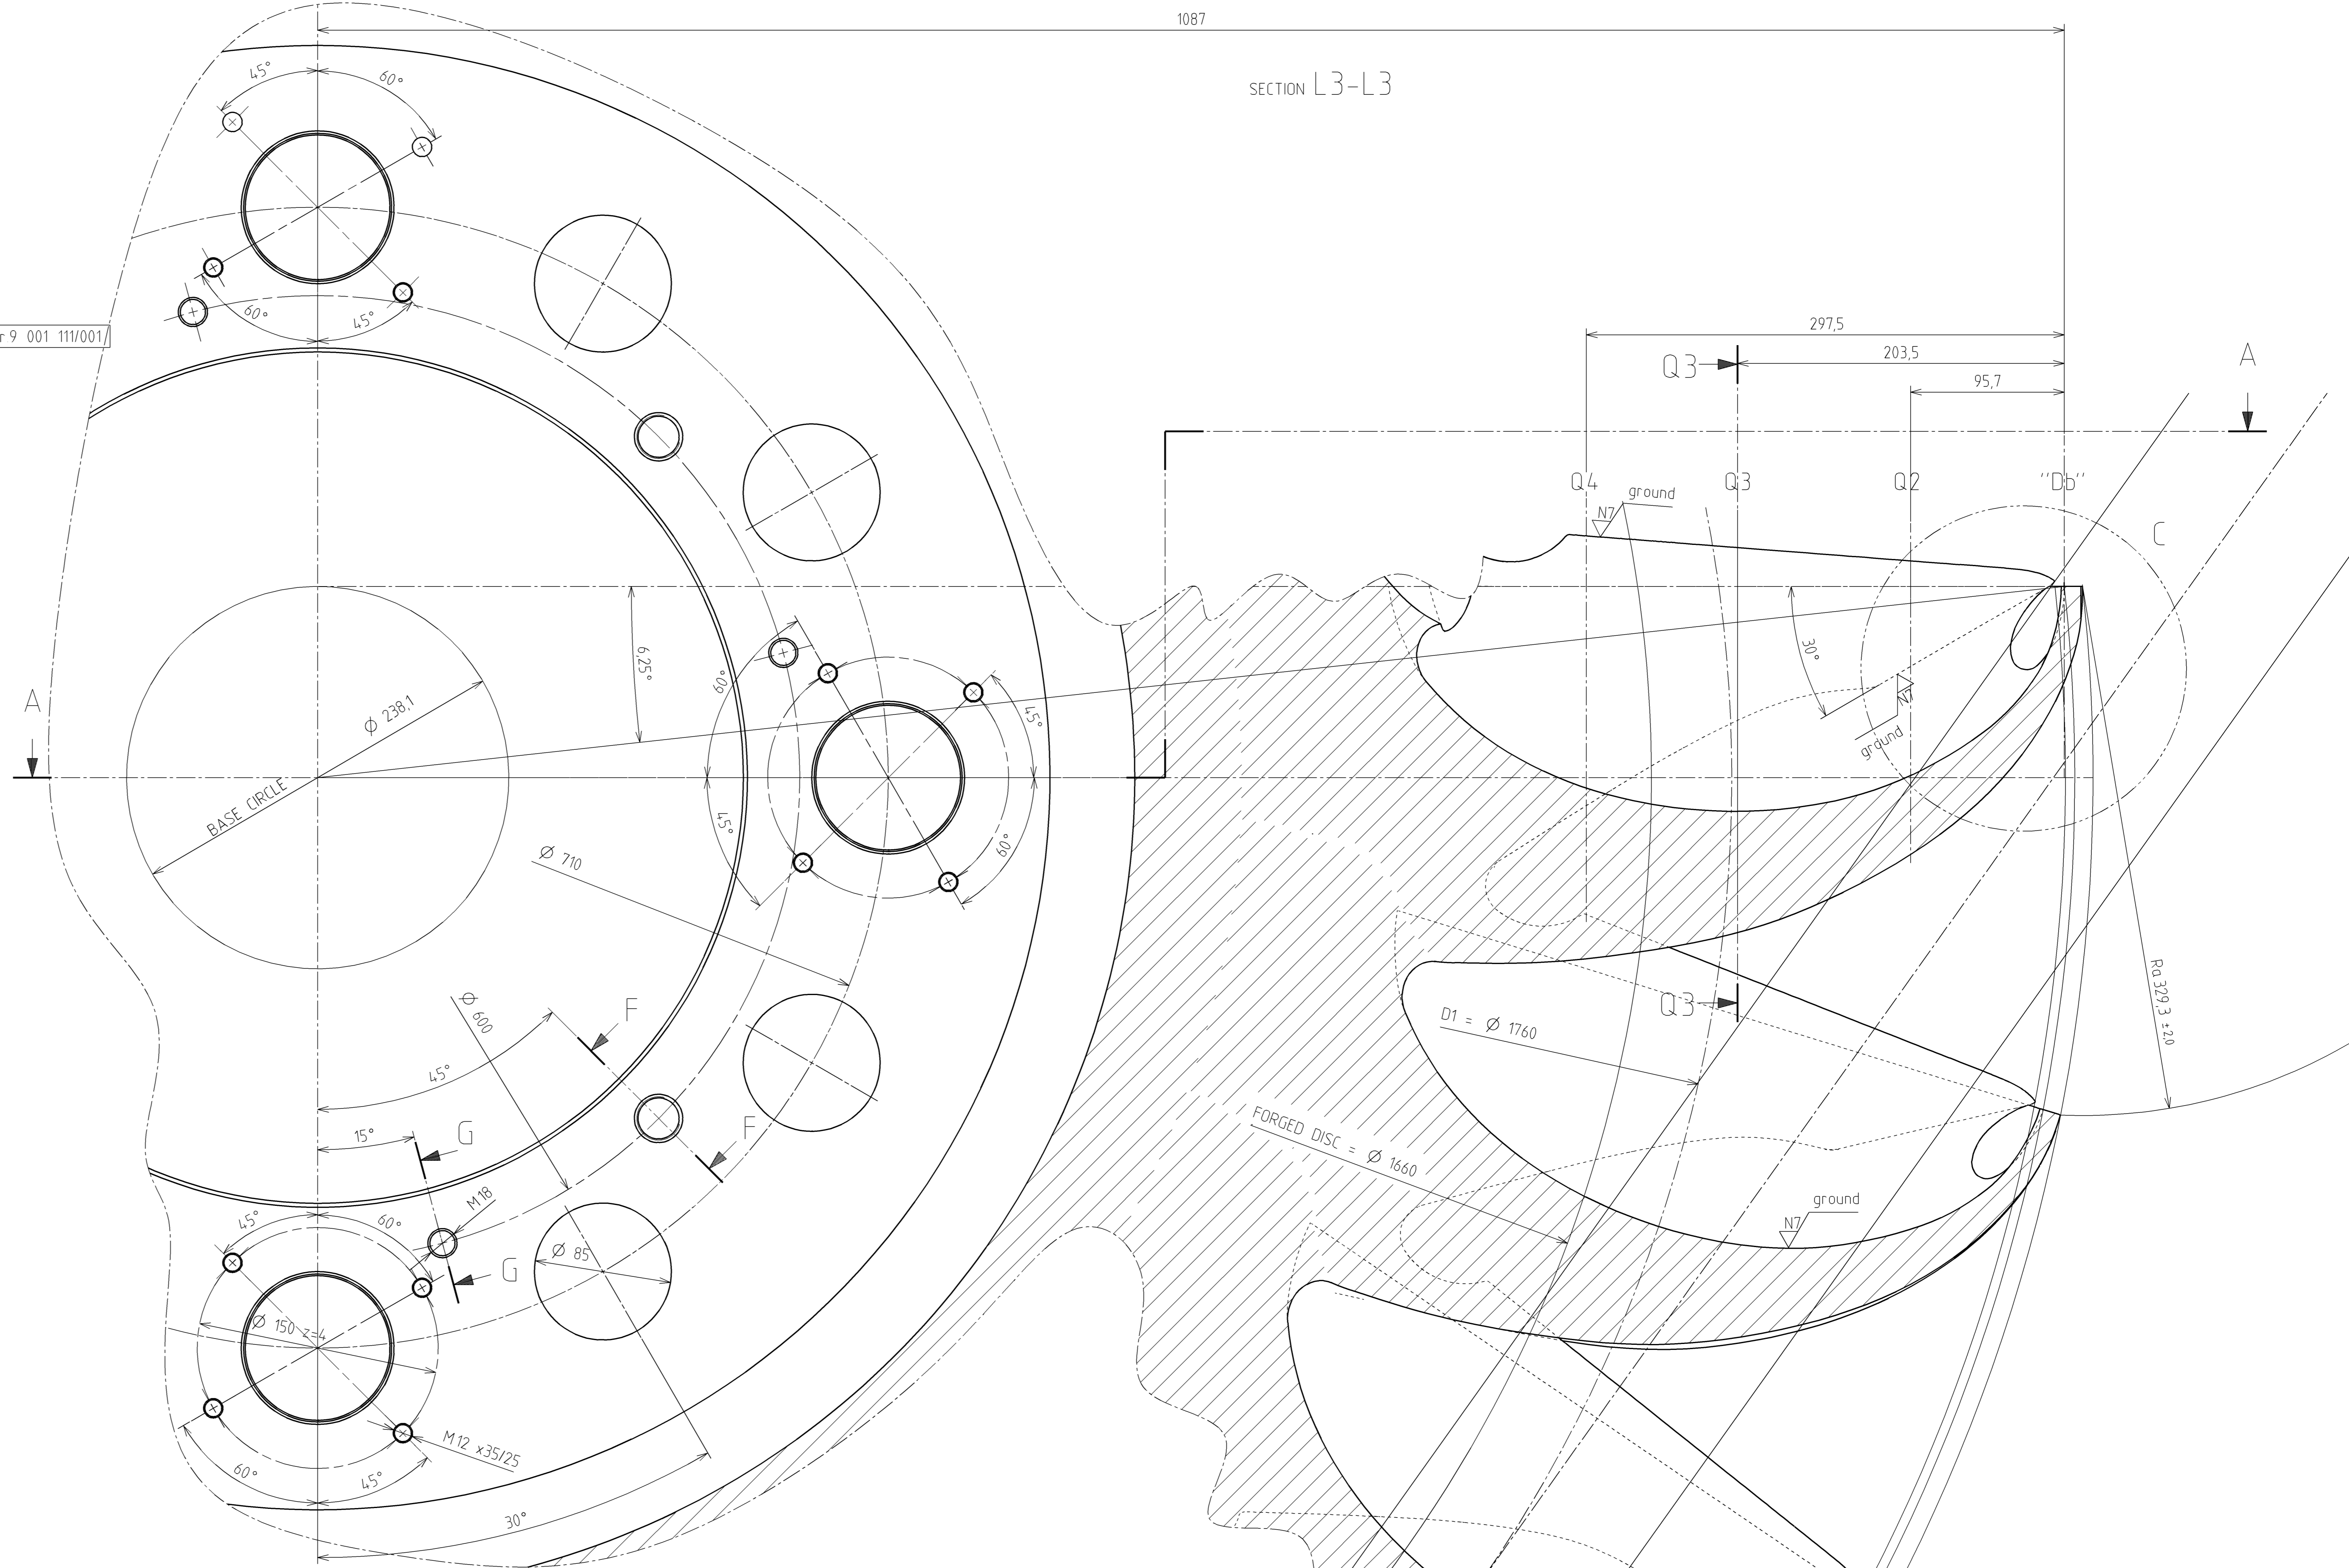 1087
SECTION L3-L3
45°
60°
60°
45°
r 9 001 111/001
297,5
Q3
203,5
A
95,7
Q4
Q3
Q2
"Db"
ground
N7
C
6,25°
30°
N7
ground
60°
45°
A
Ø 238,1
BASE CIRCLE
45°
60°
Ø 710
Ø 600
F
45°
F
15°
G
M18
G
Q3
D1 = Ø 1760
Ra 329,3 ±2,0
FORGED DISC = Ø 1660
ground
N7
45°
60°
Ø 85
Ø 150 z=4
M12 x35/25
60°
45°
30°